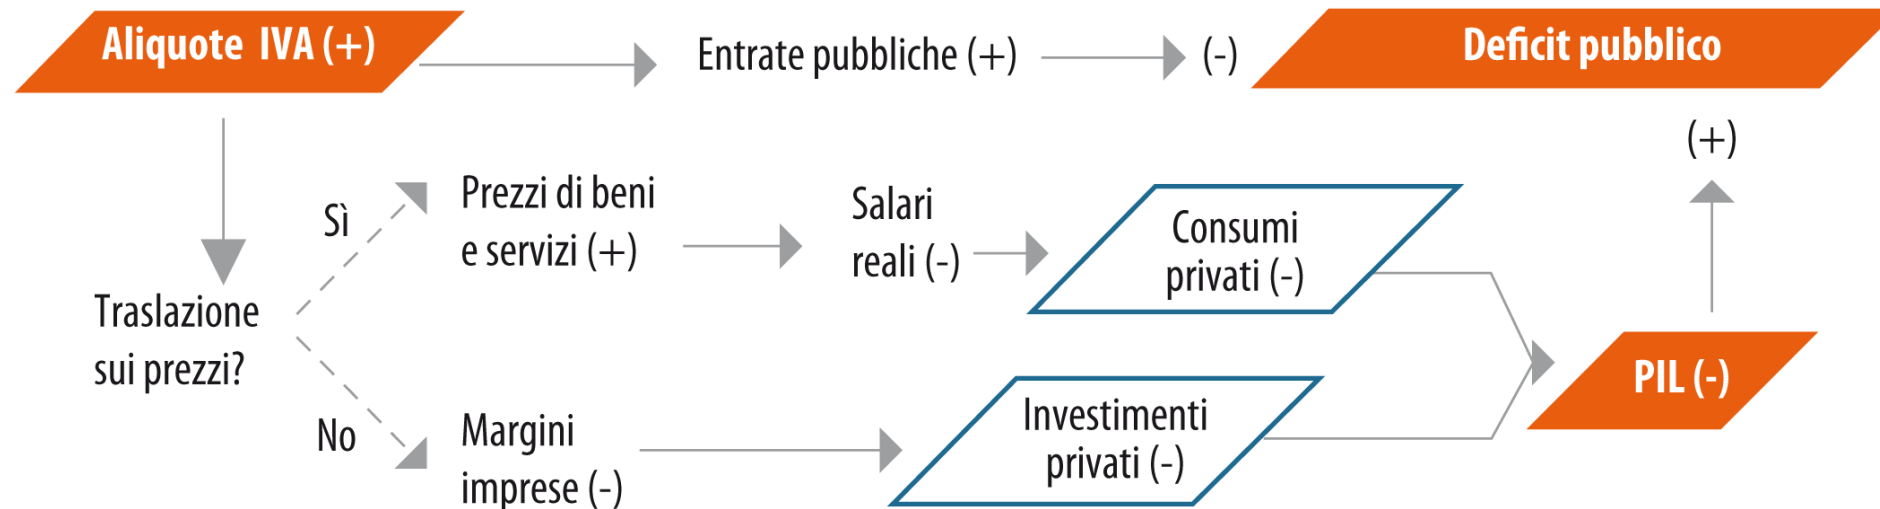 Aliquote IVA (+)
Entrate pubbliche (+)
(-)
Deficit pubblico
(+)
Sì
Prezzi di beni
e servizi (+)
Salari
reali (-)
Consumi
privati (-)
Traslazione
sui prezzi?
PIL (-)
No
Margini
imprese (-)
Investimenti
privati (-)